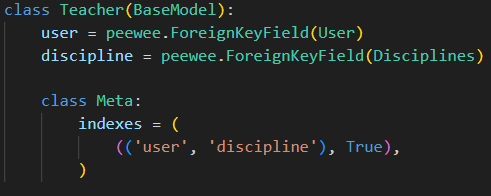 class Teacher(BaseModel):
    user = peewee.ForeignKeyField(User)
    discipline = peewee.ForeignKeyField(Disciplines)

    class Meta:
        indexes = (
            (('user', 'discipline'), True),
        )